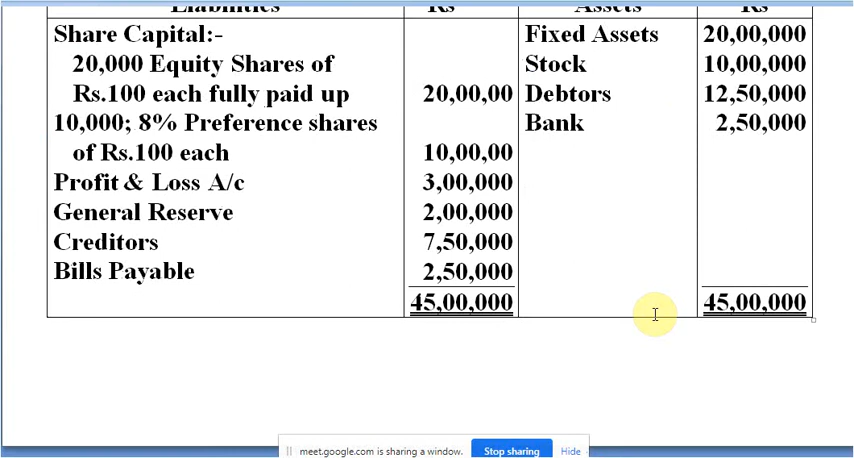 Liabilities Rs Assets Rs
Share Capital:- Fixed Assets 20,00,000
20,000 Equity Shares of Stock 10,00,000
Rs.100 each fully paid up 20,00,00 Debtors 12,50,000
10,000; 8% Preference shares Bank 2,50,000
of Rs.100 each 10,00,00
Profit & Loss A/c 3,00,000
General Reserve 2,00,000
Creditors 7,50,000
Bills Payable 2,50,000
45,00,000 45,00,000
meet.google.com is sharing a window. Stop sharing Hide